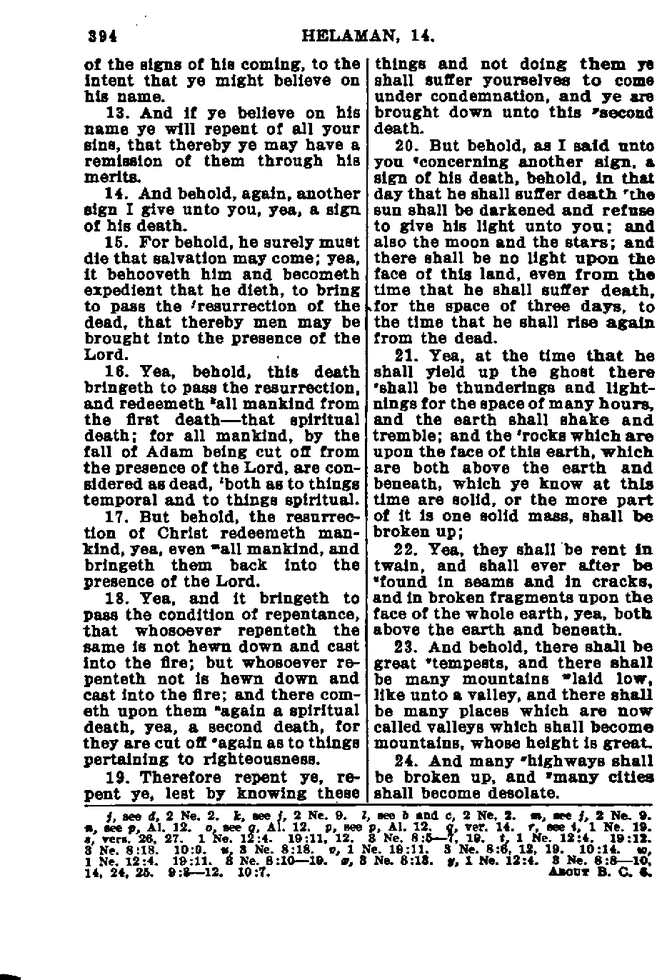 394 HELAMAN, 14.
of the signs of his coming, to the
intent that ye might believe on
his name.
13. And if ye believe on his
name ye will repent of all your
sins, that thereby ye may have a
remission of them through his
merits.
14. And behold, again, another
sign I give unto you, yea, a sign
of his death.
15. For behold, he surely must
die that salvation may come; yea,
it behooveth him and becometh
expedient that he dieth, to bring
to pass the ʲresurrection of the
dead, that thereby men may be
brought into the presence of the
Lord.
16. Yea, behold, this death
bringeth to pass the resurrection,
and redeemeth ᵏall mankind from
the first death—that spiritual
death; for all mankind, by the
fall of Adam being cut off from
the presence of the Lord, are con-
sidered as dead, ˡboth as to things
temporal and to things spiritual.
17. But behold, the resurrec-
tion of Christ redeemeth man-
kind, yea, even ᵐall mankind, and
bringeth them back into the
presence of the Lord.
18. Yea, and it bringeth to
pass the condition of repentance,
that whosoever repenteth the
same is not hewn down and cast
into the fire; but whosoever re-
penteth not is hewn down and
cast into the fire; and there com-
eth upon them ⁿagain a spiritual
death, yea, a second death, for
they are cut off ᵒagain as to things
pertaining to righteousness.
19. Therefore repent ye, re-
pent ye, lest by knowing these
things and not doing them ye
shall suffer yourselves to come
under condemnation, and ye are
brought down unto this ᵖsecond
death.
20. But behold, as I said unto
you qconcerning another sign, a
sign of his death, behold, in that
day that he shall suffer death ʳthe
sun shall be darkened and refuse
to give his light unto you; and
also the moon and the stars; and
there shall be no light upon the
face of this land, even from the
time that he shall suffer death,
for the space of three days, to
the time that he shall rise again
from the dead.
21. Yea, at the time that he
shall yield up the ghost there
ˢshall be thunderings and light-
nings for the space of many hours,
and the earth shall shake and
tremble; and the ᵗrocks which are
upon the face of this earth, which
are both above the earth and
beneath, which ye know at this
time are solid, or the more part
of it is one solid mass, shall be
broken up;
22. Yea, they shall be rent in
twain, and shall ever after be
ᵘfound in seams and in cracks,
and in broken fragments upon the
face of the whole earth, yea, both
above the earth and beneath.
23. And behold, there shall be
great ᵛtempests, and there shall
be many mountains ʷlaid low,
like unto a valley, and there shall
be many places which are now
called valleys which shall become
mountains, whose height is great.
24. And many ˣhighways shall
be broken up, and ʸmany cities
shall become desolate.
j, see d, 2 Ne. 2. k, see j, 2 Ne. 9. l, see b and c, 2 Ne. 2. m, see j, 2 Ne. 9.
n, see p, Al. 12. o, see q, Al. 12. p, see p, Al. 12. q, ver. 14. r, see i, 1 Ne. 19.
s, vers. 26, 27. 1 Ne. 12:4. 19:11, 12. 3 Ne. 8:5—7, 19. t, 1 Ne. 12:4. 19:12.
3 Ne. 8:18. 10:9. u, 3 Ne. 8:18. v, 1 Ne. 19:11. 3 Ne. 8:6, 12, 19. 10:14. w,
1 Ne. 12:4. 19:11. 3 Ne. 8:10—19. x, 3 Ne. 8:13. y, 1 Ne. 12:4. 3 Ne. 8:8—10,
14, 24, 25. 9:3—12. 10:7. ABOUT B. C. 6.